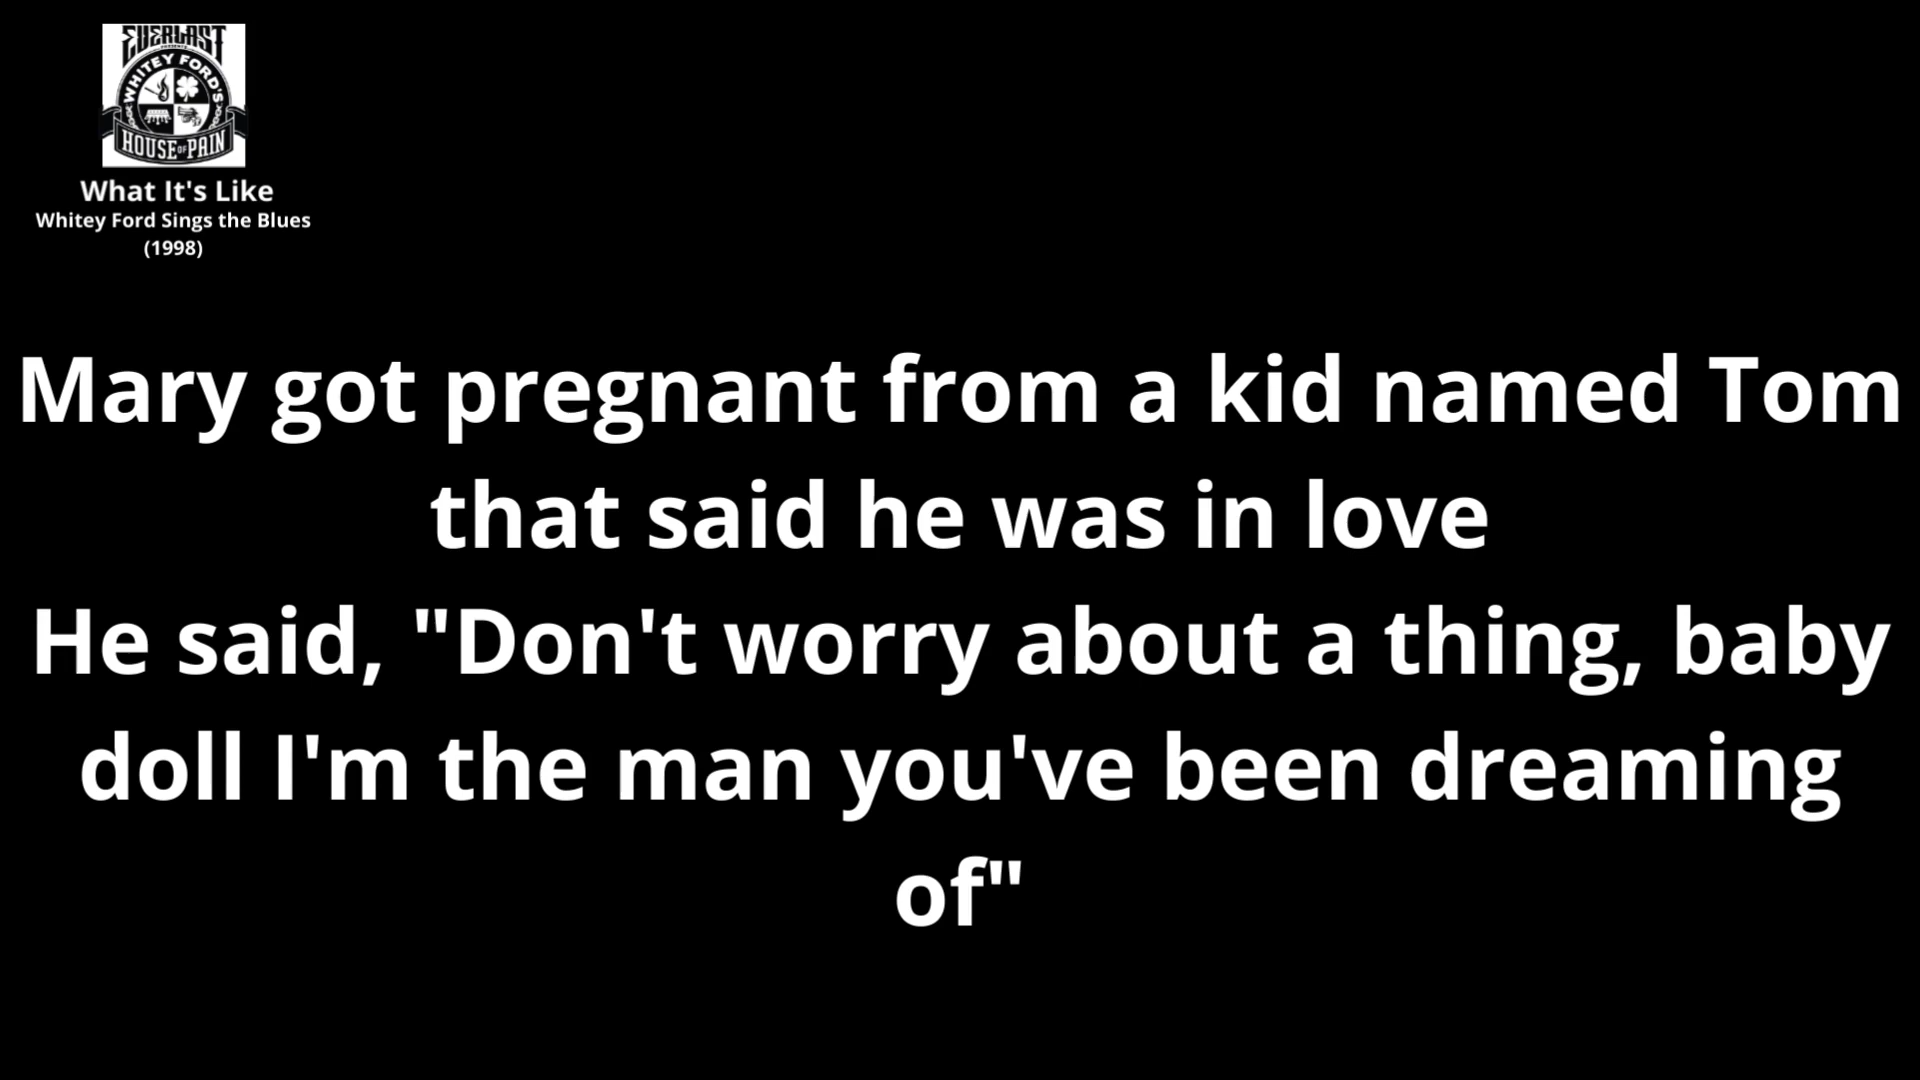 EVERLAST
PRESENTS
WHITEY FORD'S
HOUSE OF PAIN
What It's Like
Whitey Ford Sings the Blues
(1998)
Mary got pregnant from a kid named Tom
that said he was in love
He said, "Don't worry about a thing, baby
doll I'm the man you've been dreaming
of"